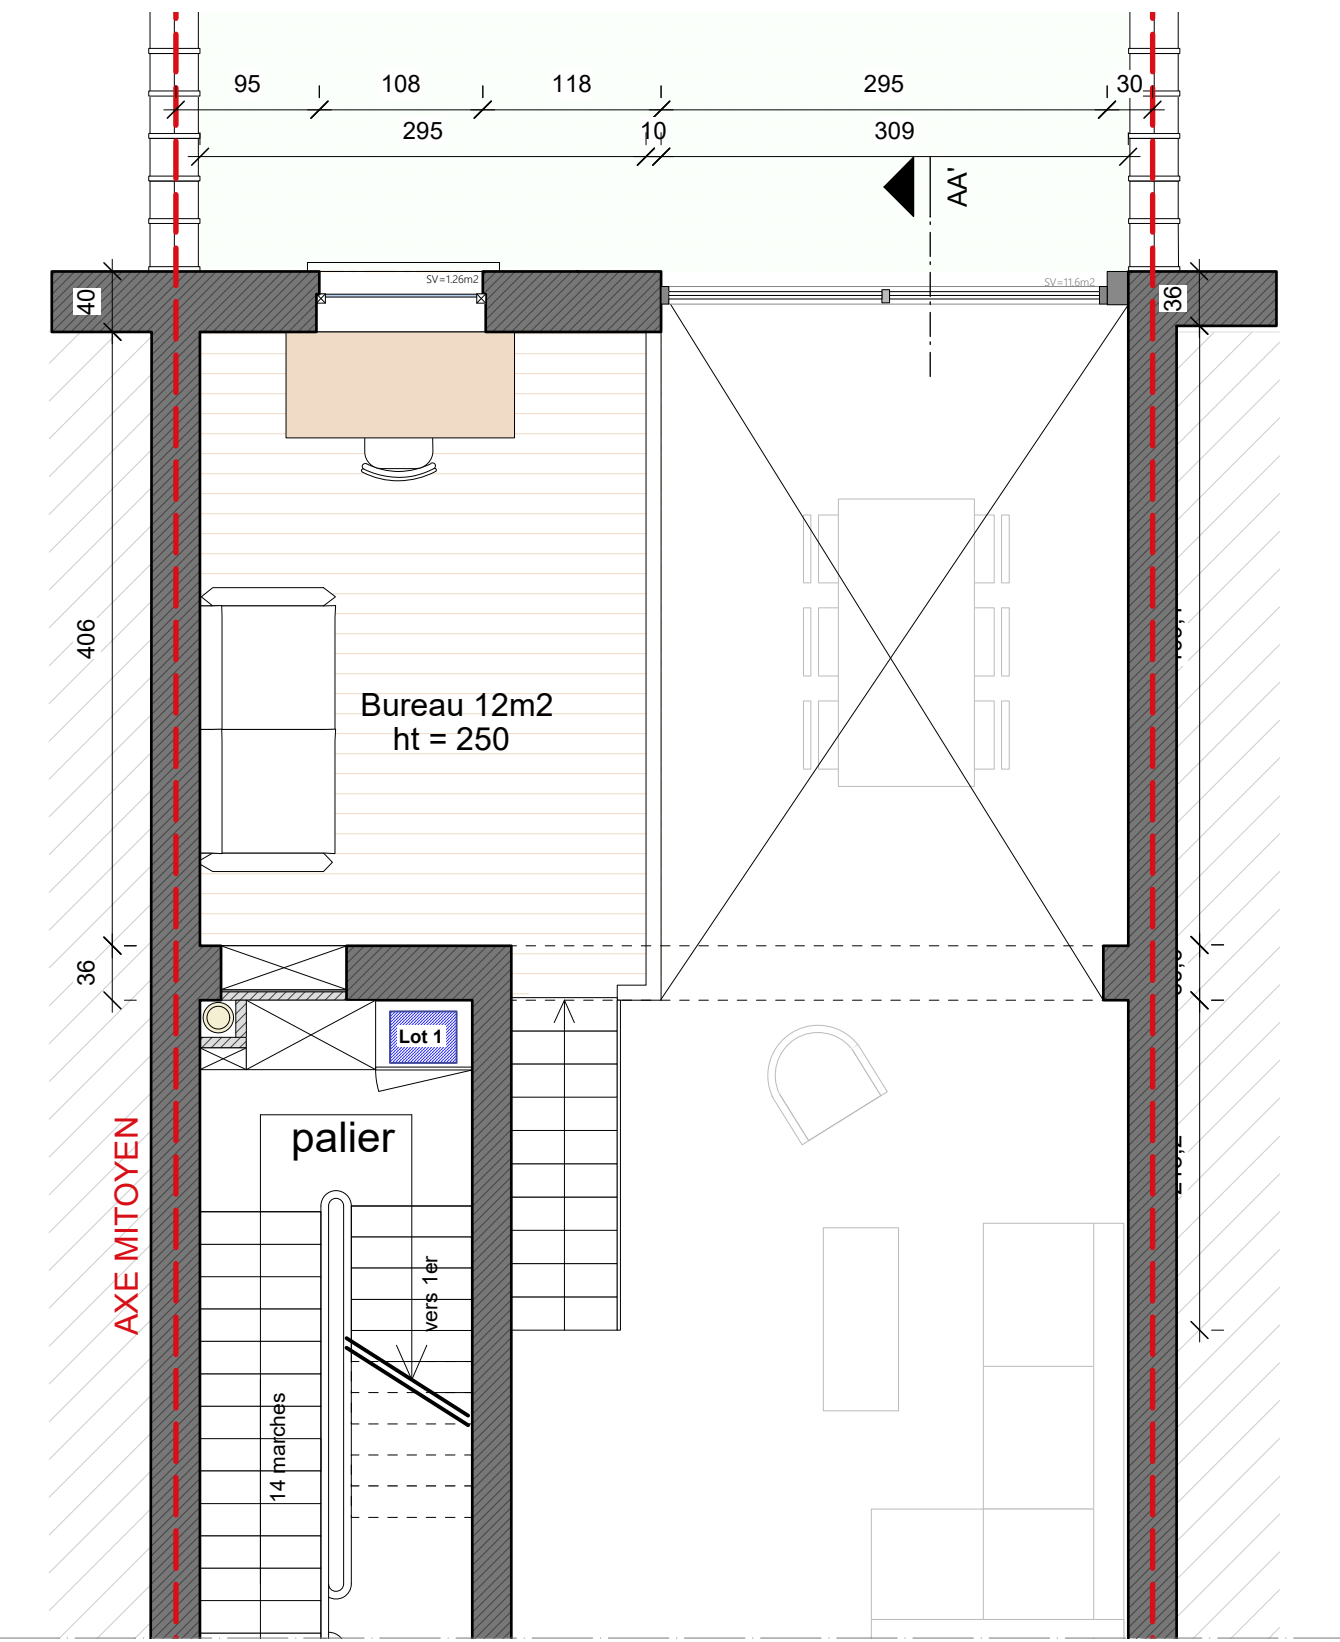 95 108 118 295 30
295 10 309
AA'
SV=1.26m2
SV=11.6m2
40
36
406
Bureau 12m2
ht = 250
36
Lot 1
palier
AXE MITOYEN
vers 1er
14 marches